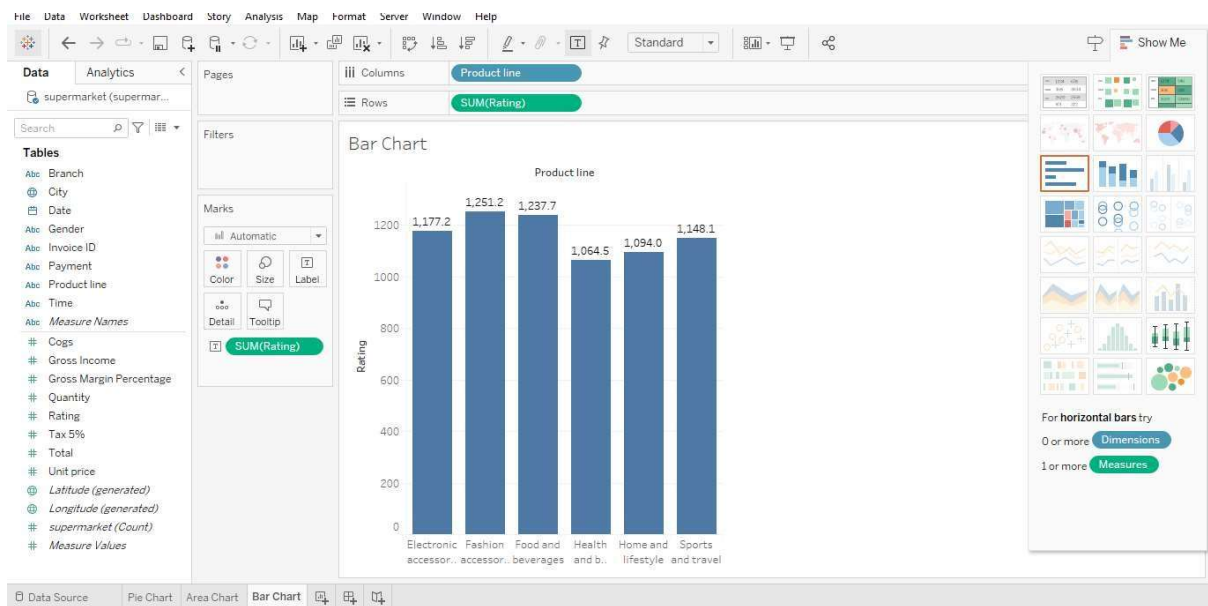 File Data Worksheet Dashboard Story Analysis Map Format Server Window Help
Standard
Show Me
Data Analytics
supermarket (supermar...
Search
Tables
Abc Branch
City
Date
Abc Gender
Abc Invoice ID
Abc Payment
Abc Product line
Abc Time
Abc Measure Names
# Cogs
# Gross Income
# Gross Margin Percentage
# Quantity
# Rating
# Tax 5%
# Total
# Unit price
Latitude (generated)
Longitude (generated)
# supermarket (Count)
# Measure Values
Pages
Filters
Marks
Automatic
Color Size Label
Detail Tooltip
SUM(Rating)
Columns Product line
Rows SUM(Rating)
Bar Chart
Product line
1,177.2 1,251.2 1,237.7 1,064.5 1,094.0 1,148.1
Rating
1200
1000
800
600
400
200
0
Electronic accessor..
Fashion accessor..
Food and beverages
Health and b..
Home and lifestyle
Sports and travel
For horizontal bars try
0 or more Dimensions
1 or more Measures
Data Source Pie Chart Area Chart Bar Chart